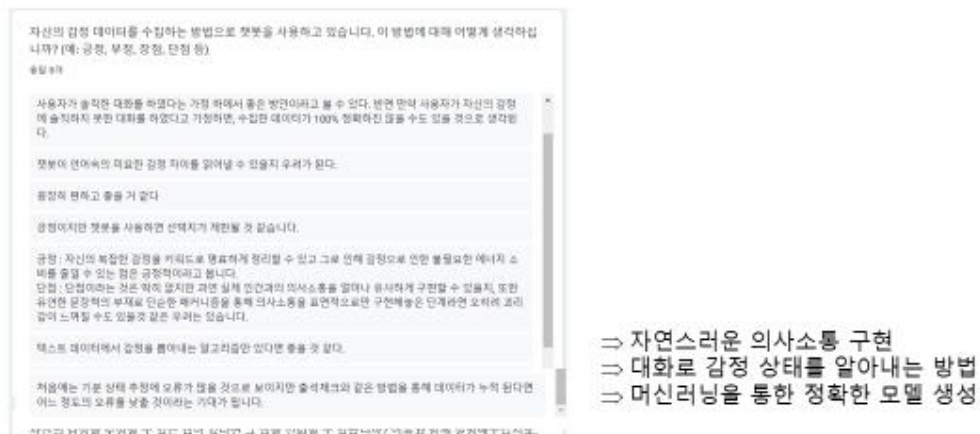 자신의 감정 데이터를 수집하는 방법으로 챗봇을 사용하고 있습니다. 이 방법에 대해 어떻게 생각하십
니까? (예: 긍정, 부정, 장점, 단점 등)
사용자가 솔직한 대화를 하였다는 가정 하에서 좋은 방안이라고 볼 수 있다. 반면 만약 사용자가 자신의 감정
에 솔직하지 못한 대화를 하였다고 가정하면, 수집한 데이터가 100% 정확하진 않을 수도 있을 것으로 생각된
다.
챗봇이 언어속의 미묘한 감정 차이를 읽어낼 수 있을지 우려가 된다.
굉장히 편하고 좋을 거 같다
긍정이지만 챗봇을 사용하면 선택지가 제한될 것 같습니다.
긍정 : 자신의 복잡한 감정을 키워드로 명료하게 정리할 수 있고 그로 인해 감정으로 인한 불필요한 에너지 소
비를 줄일 수 있는 점은 긍정적이라고 봅니다.
단점 : 단점이라는 것은 딱히 없지만 과연 실제 인간과의 의사소통을 얼마나 유사하게 구현할 수 있을지, 또한
유연한 문장력의 부재로 단순한 매커니즘을 통해 의사소통을 표면적으로만 구현해놓은 단계라면 오히려 괴리
감이 느껴질 수도 있을것 같은 우려는 있습니다.
텍스트 데이터에서 감정을 뽑아내는 알고리즘만 있다면 좋을 것 같다.
처음에는 기분 상태 추정에 오류가 많을 것으로 보이지만 출석체크와 같은 방법을 통해 데이터가 누적 된다면
어느 정도의 오류를 낮출 것이라는 기대가 됩니다.
⇒ 자연스러운 의사소통 구현
⇒ 대화로 감정 상태를 알아내는 방법
⇒ 머신러닝을 통한 정확한 모델 생성